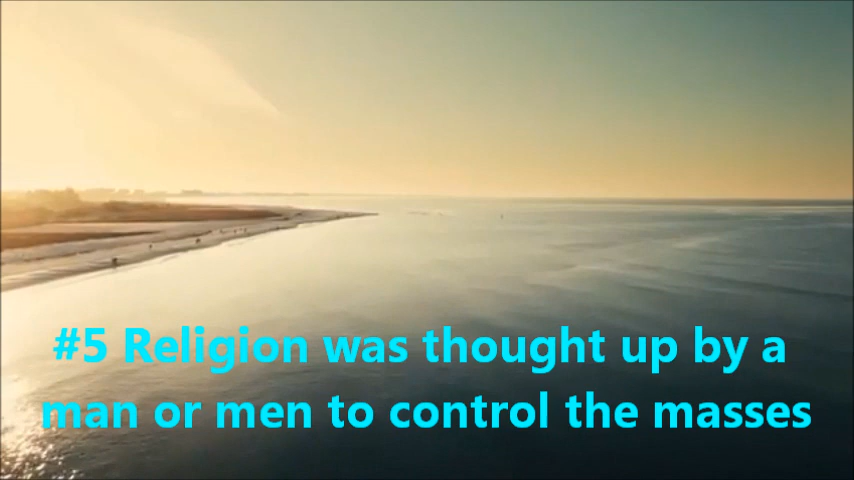 #5 Religion was thought up by a
man or men to control the masses